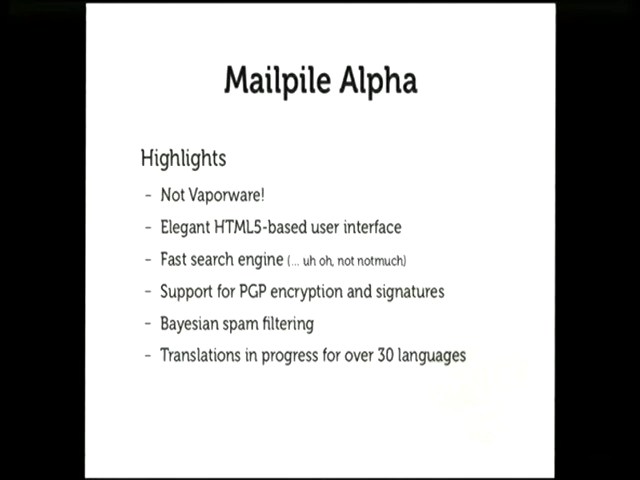 Mailpile Alpha
Highlights
– Not Vaporware!
– Elegant HTML5-based user interface
– Fast search engine (... uh oh, not notmuch)
– Support for PGP encryption and signatures
– Bayesian spam filtering
– Translations in progress for over 30 languages